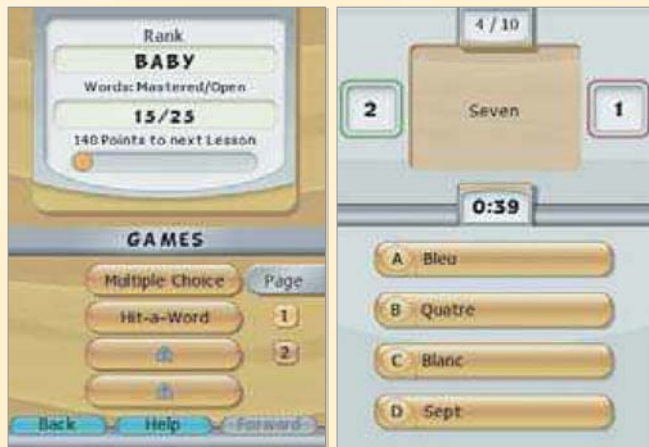 Rank
BABY
Words: Mastered/Open
15/25
140 Points to next Lesson
GAMES
Multiple Choice
Page
Hit-a-Word
1
2
Back
Help
Forward
4 / 10
2
Seven
1
0:39
A Bleu
B Quatre
C Blanc
D Sept